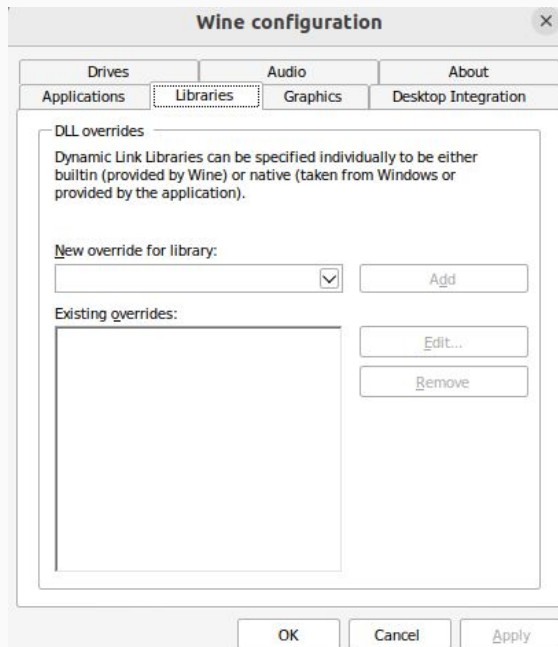 Wine configuration
Drives Audio About
Applications Libraries Graphics Desktop Integration
DLL overrides
Dynamic Link Libraries can be specified individually to be either
builtin (provided by Wine) or native (taken from Windows or
provided by the application).
New override for library:
Add
Existing overrides:
Edit...
Remove
OK Cancel Apply